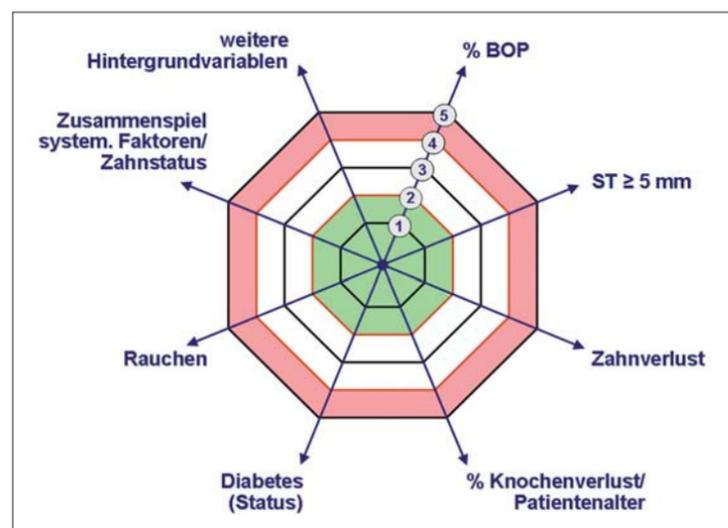 weitere
Hintergrundvariablen
% BOP
Zusammenspiel
system. Faktoren/
Zahnstatus
ST ≥ 5 mm
5
4
3
2
1
Rauchen
Zahnverlust
Diabetes
(Status)
% Knochenverlust/
Patientenalter